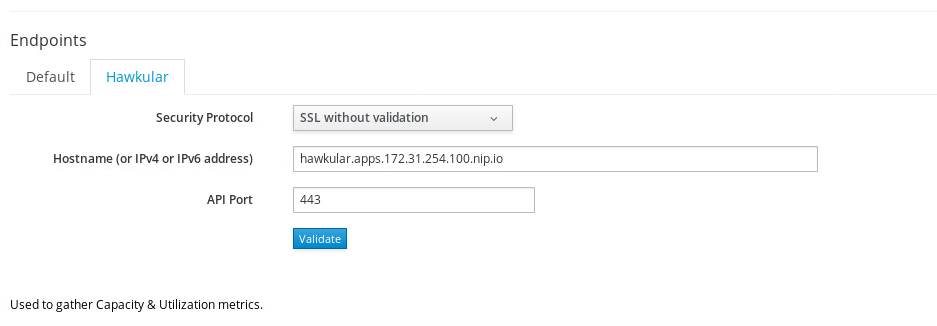 Endpoints
Default Hawkular
Security Protocol SSL without validation
Hostname (or IPv4 or IPv6 address) hawkular.apps.172.31.254.100.nip.io
API Port 443
Validate
Used to gather Capacity & Utilization metrics.